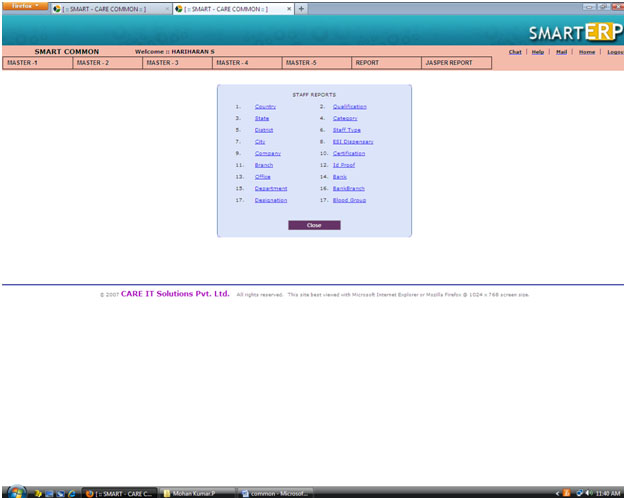 Firefox
[ :: SMART - CARE COMMON :: ] × [ :: SMART - CARE COMMON :: ] × +
SMARTERP
SMART COMMON Welcome :: HARIHARAN S Chat | Help | Mail | Home | Logou
MASTER -1 MASTER - 2 MASTER - 3 MASTER - 4 MASTER -5 REPORT JASPER REPORT
STAFF REPORTS
1. Country 2. Qualification
3. State 4. Category
5. District 6. Staff Type
7. City 8. ESI Dispensary
9. Company 10. Certification
11. Branch 12. Id Proof
13. Office 14. Bank
15. Department 16. BankBranch
17. Designation 17. Blood Group
Close
© 2007 CARE IT Solutions Pvt. Ltd. All rights reserved. This site best viewed with Microsoft Internet Explorer or Mozilla Firefox @ 1024 x 768 screen size.
[ :: SMART - CARE C... Mohan Kumar.P common - Microsof... 11:40 AM